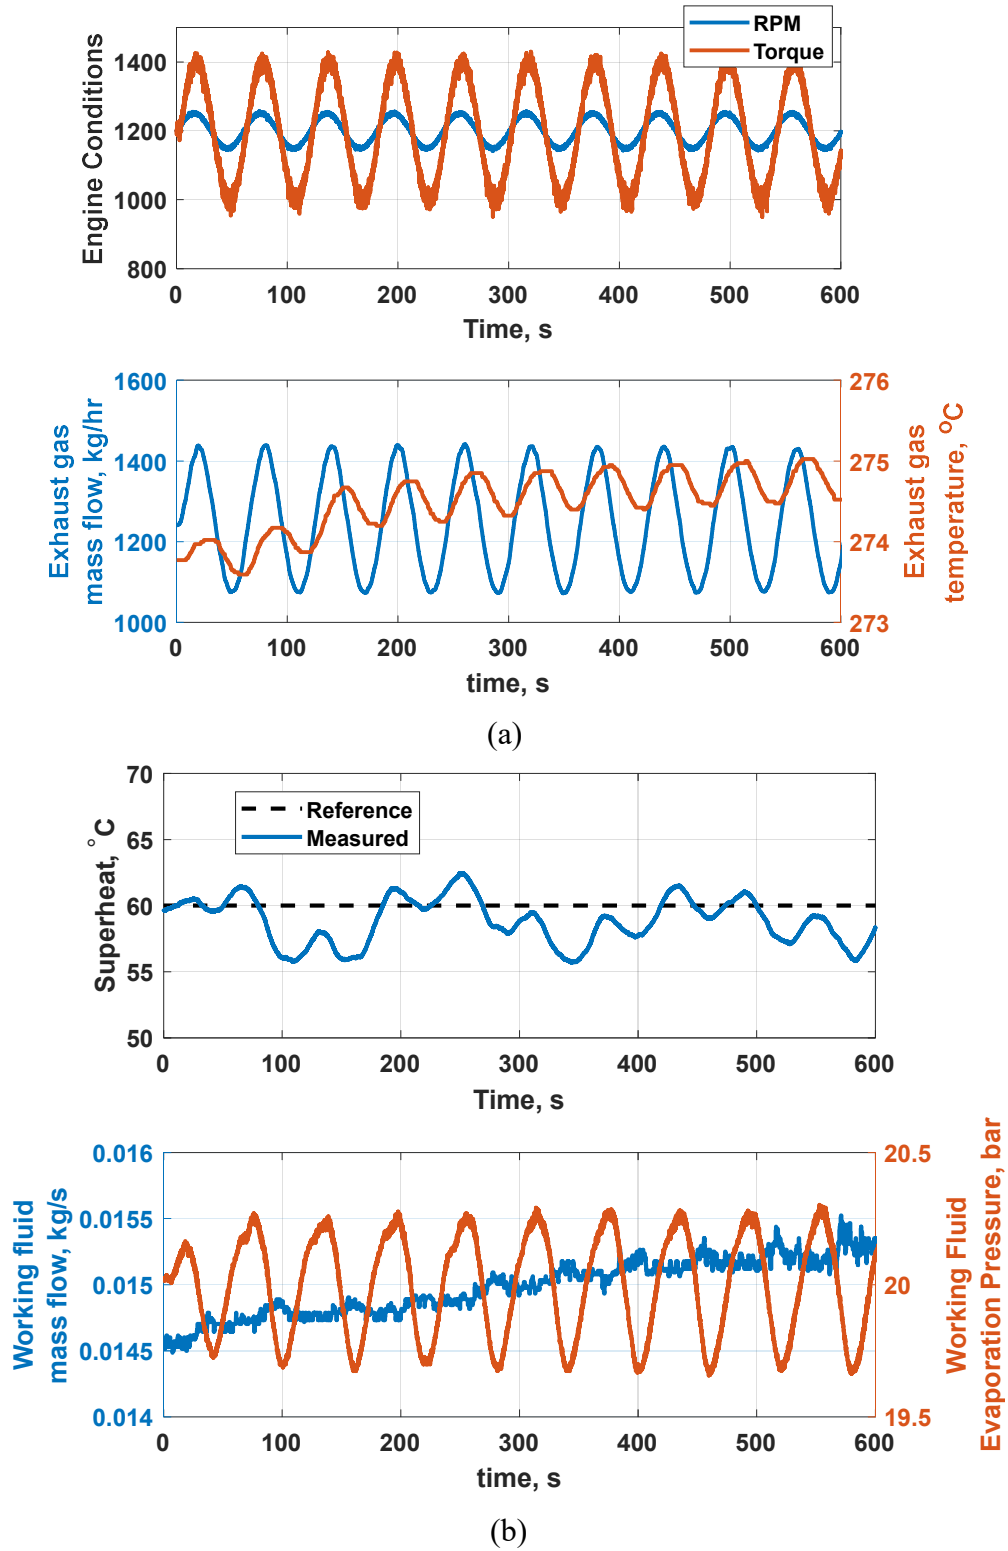 RPM
Torque
1400
1200
1000
800
Engine Conditions
0 100 200 300 400 500 600
Time, s
1600
1400
1200
1000
Exhaust gas
mass flow, kg/hr
276
275
274
273
Exhaust gas
temperature, °C
0 100 200 300 400 500 600
time, s
(a)
70
65
60
55
50
Superheat, °C
Reference
Measured
0 100 200 300 400 500 600
Time, s
0.016
0.0155
0.015
0.0145
0.014
Working fluid
mass flow, kg/s
20.5
20
19.5
Working Fluid
Evaporation Pressure, bar
0 100 200 300 400 500 600
time, s
(b)